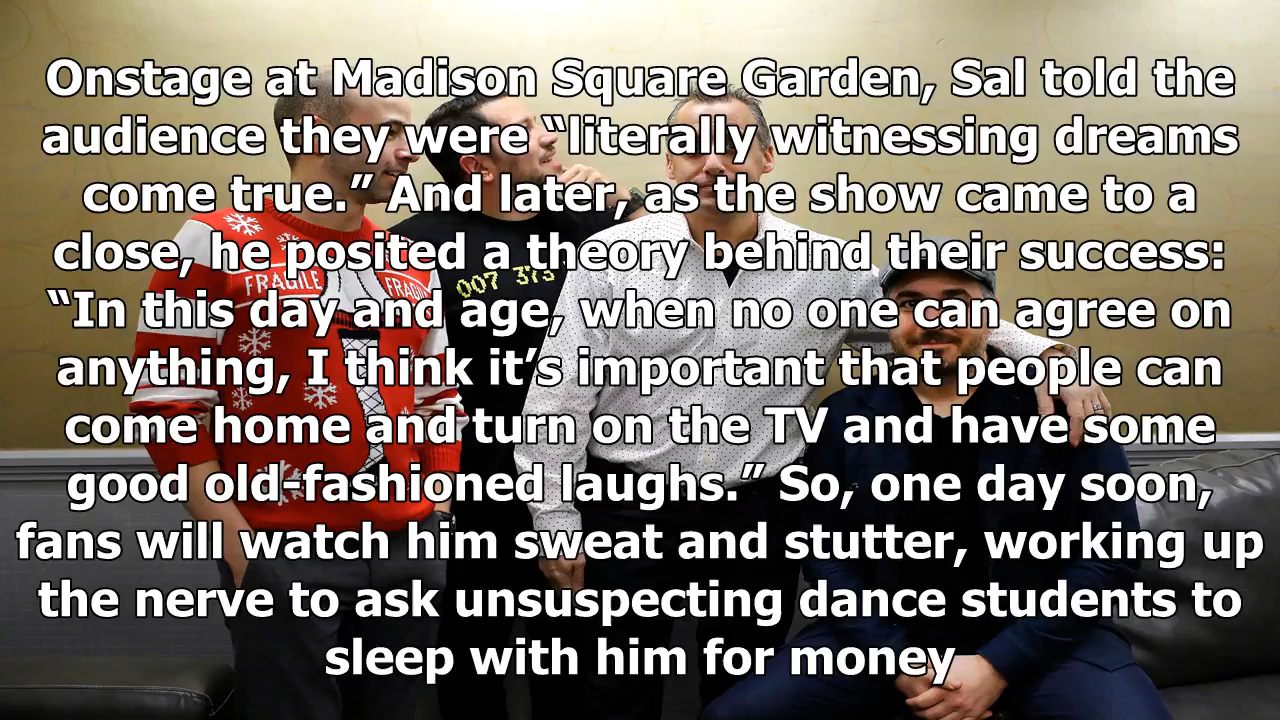 Onstage at Madison Square Garden, Sal told the
audience they were “literally witnessing dreams
come true.” And later, as the show came to a
close, he posited a theory behind their success:
“In this day and age, when no one can agree on
anything, I think it’s important that people can
come home and turn on the TV and have some
good old-fashioned laughs.” So, one day soon,
fans will watch him sweat and stutter, working up
the nerve to ask unsuspecting dance students to
sleep with him for money
FRAGILE
007 373